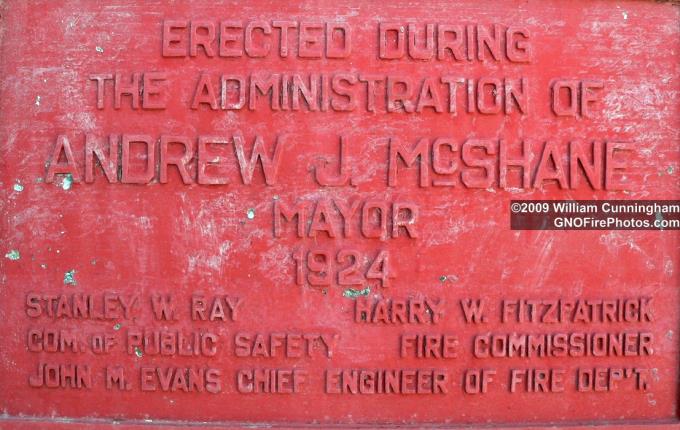 ERECTED DURING
THE ADMINISTRATION OF
ANDREW J. McSHANE
MAYOR
1924
STANLEY W. RAY HARRY W. FITZPATRICK
COM. OF PUBLIC SAFETY FIRE COMMISSIONER
JOHN M. EVANS CHIEF ENGINEER OF FIRE DEP'T.
©2009 William Cunningham
GNOFirePhotos.com